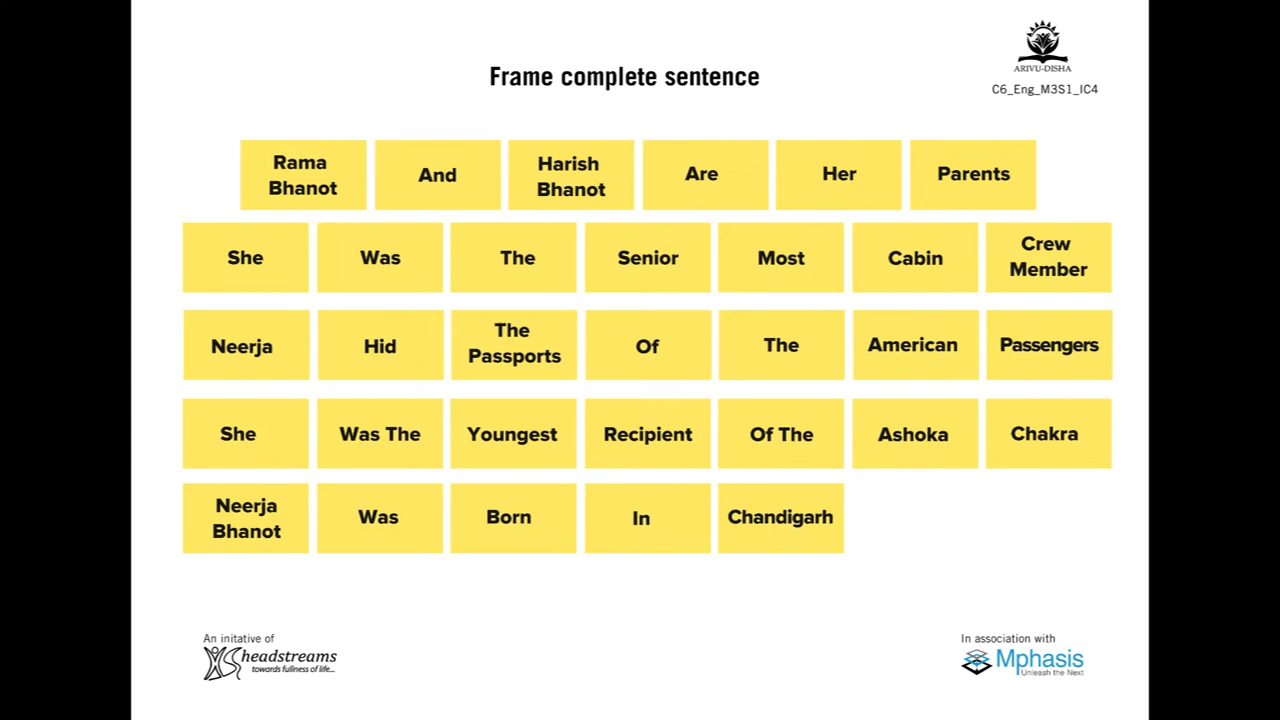 ARIVU-DISHA
Frame complete sentence
C6_Eng_M3S1_IC4
Rama Bhanot And Harish Bhanot Are Her Parents
She Was The Senior Most Cabin Crew Member
Neerja Hid The Passports Of The American Passengers
She Was The Youngest Recipient Of The Ashoka Chakra
Neerja Bhanot Was Born In Chandigarh
An initative of
headstreams
towards fullness of life...
In association with
Mphasis
Unleash the Next